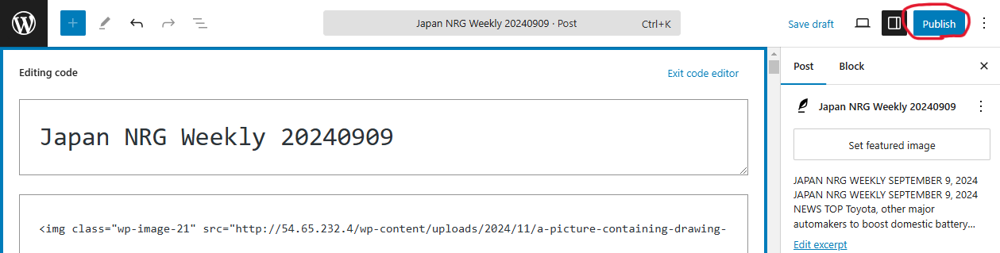 Japan NRG Weekly 20240909 · Post Ctrl+K
Save draft
Publish
Editing code
Exit code editor
Japan NRG Weekly 20240909
<img class="wp-image-21" src="http://54.65.232.4/wp-content/uploads/2024/11/a-picture-containing-drawing-
Post Block
Japan NRG Weekly 20240909
Set featured image
JAPAN NRG WEEKLY SEPTEMBER 9, 2024
JAPAN NRG WEEKLY SEPTEMBER 9, 2024
NEWS TOP Toyota, other major
automakers to boost domestic battery...
Edit excerpt